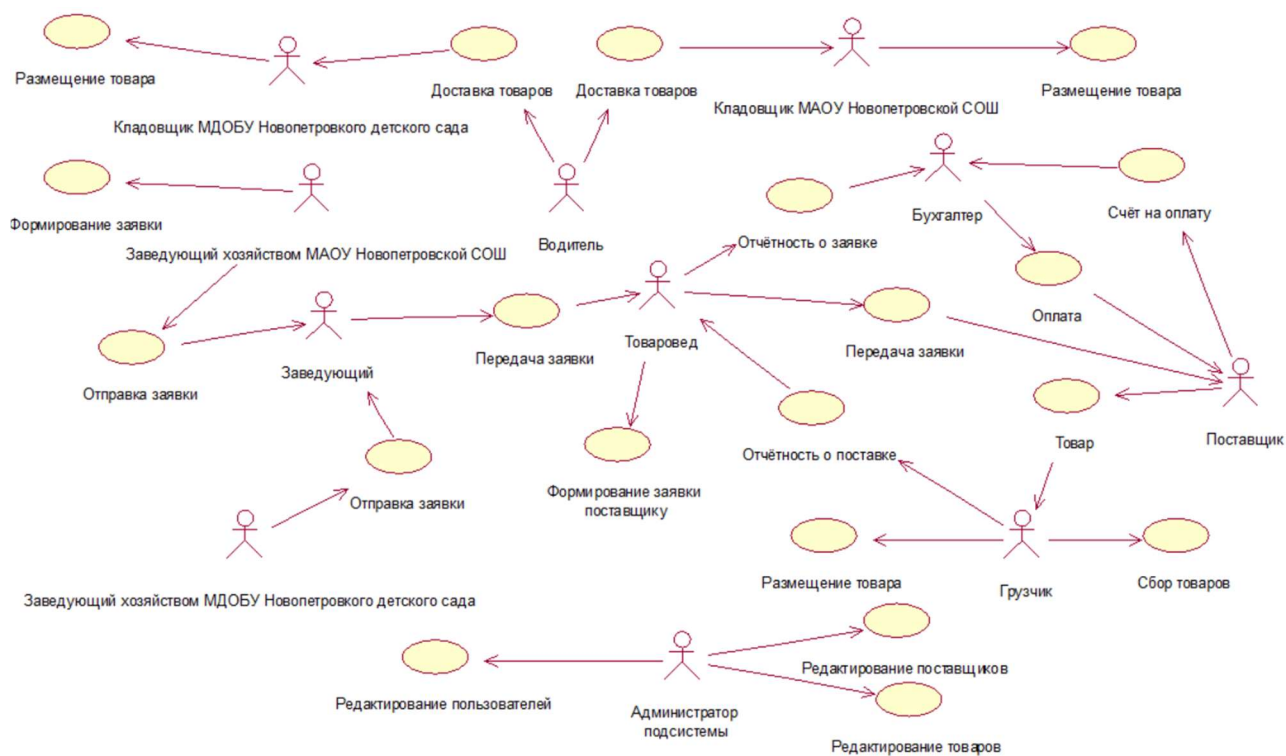 Размещение товара
Доставка товаров
Доставка товаров
Размещение товара
Кладовщик МАОУ Новопетровской СОШ
Кладовщик МДОБУ Новопетровкого детского сада
Формирование заявки
Бухгалтер
Счёт на оплату
Водитель
Отчётность о заявке
Заведующий хозяйством МАОУ Новопетровской СОШ
Оплата
Товаровед
Передача заявки
Передача заявки
Заведующий
Отправка заявки
Товар
Поставщик
Отчётность о поставке
Формирование заявки
поставщику
Отправка заявки
Размещение товара
Грузчик
Сбор товаров
Заведующий хозяйством МДОБУ Новопетровкого детского сада
Редактирование поставщиков
Редактирование пользователей
Администратор
подсистемы
Редактирование товаров